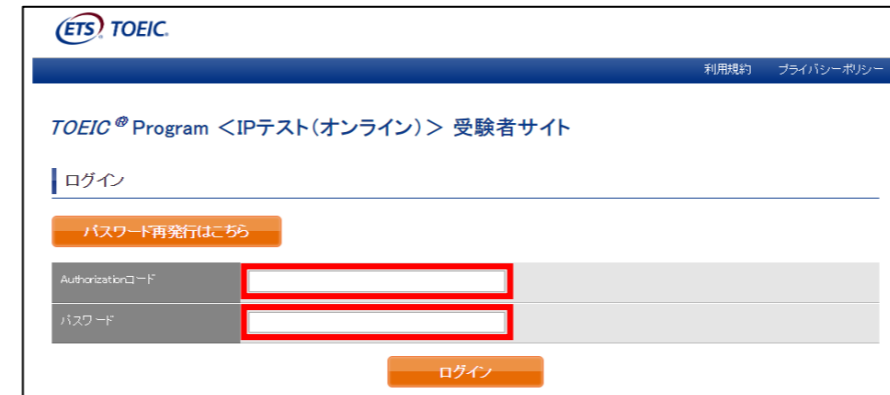 ETS TOEIC.
利用規約 プライバシーポリシー
TOEIC® Program <IPテスト(オンライン)> 受験者サイト
ログイン
パスワード再発行はこちら
Authorizationコード
パスワード
ログイン